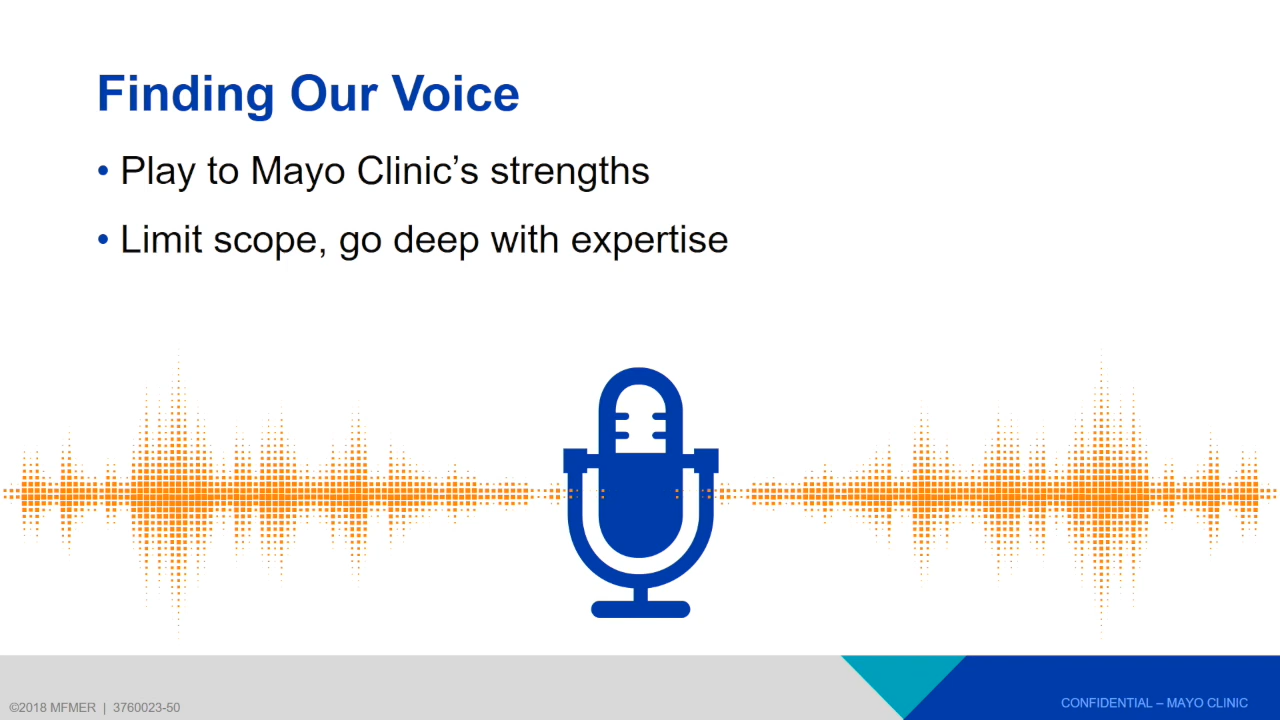 Finding Our Voice
• Play to Mayo Clinic’s strengths
• Limit scope, go deep with expertise
©2018 MFMER | 3760023-50
CONFIDENTIAL – MAYO CLINIC